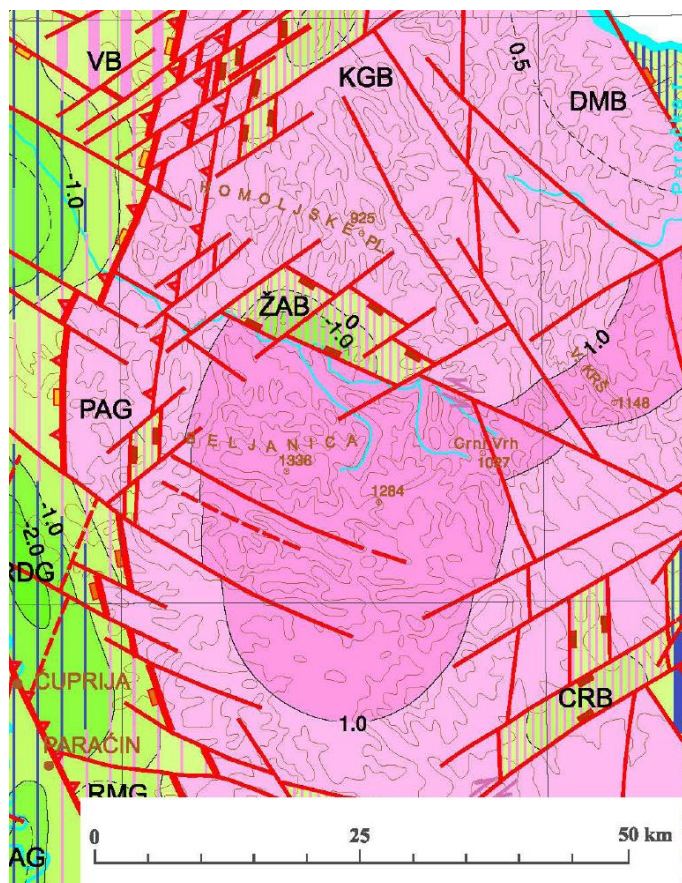 VB
KGB
0.5
DMB
-1.0
HOMOLJSKE PL.
925
ŽAB
0
-1.0
1.0
V. KRŠ
1148
PAG
BELJANICA
1336
Crni Vrh
1027
1284
-1.0
-2.0
RDG
ĆUPRIJA
CRB
1.0
PARAĆIN
RMG
AG
0 25 50 km